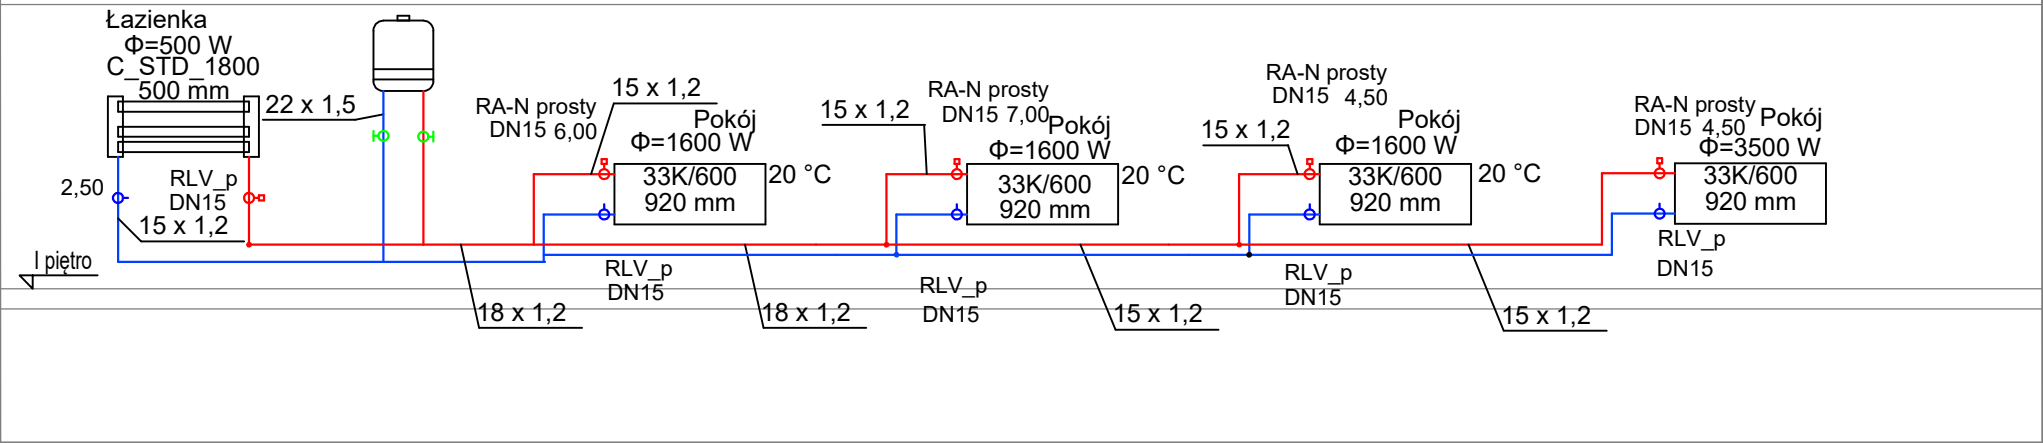 Łazienka
Φ=500 W
C_STD_1800
500 mm
22 x 1,5
2,50
RLV_p
DN15
15 x 1,2
I piętro
RA-N prosty
DN15 6,00
15 x 1,2
Pokój
Φ=1600 W
33K/600
920 mm
20 °C
RLV_p
DN15
18 x 1,2
18 x 1,2
15 x 1,2
RA-N prosty
DN15 7,00
Pokój
Φ=1600 W
33K/600
920 mm
20 °C
RLV_p
DN15
15 x 1,2
RA-N prosty
DN15 4,50
15 x 1,2
Φ=1600 W
33K/600
920 mm
20 °C
RLV_p
DN15
15 x 1,2
RA-N prosty
DN15 4,50
Pokój
Φ=3500 W
33K/600
920 mm
RLV_p
DN15